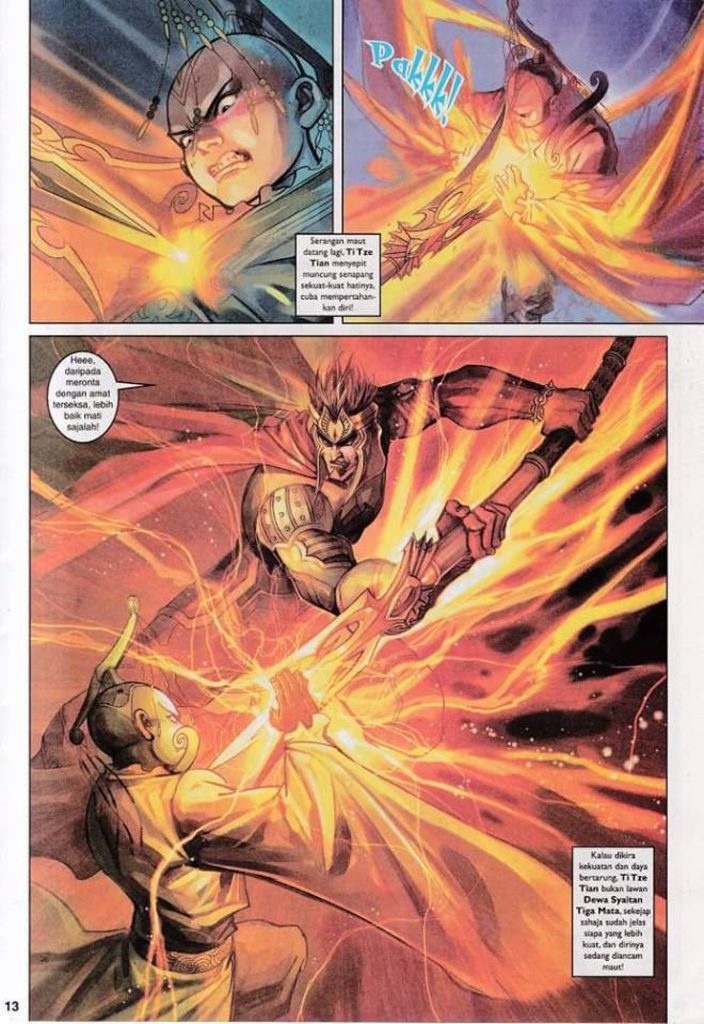 Pakkk!
Serangan maut
datang lagi, Ti Tze
Tian menyepit
muncung senapang
sekuat-kuat hatinya,
cuba mempertahan-
kan diri!
Heee,
daripada
meronta
dengan amat
terseksa, lebih
baik mati
sajalah!
Kalau dikira
kekuatan dan daya
bertarung, Ti Tze
Tian bukan lawan
Dewa Syaitan
Tiga Mata, sekejap
sahaja sudah jelas
siapa yang lebih
kuat, dan dirinya
sedang diancam
maut!
13